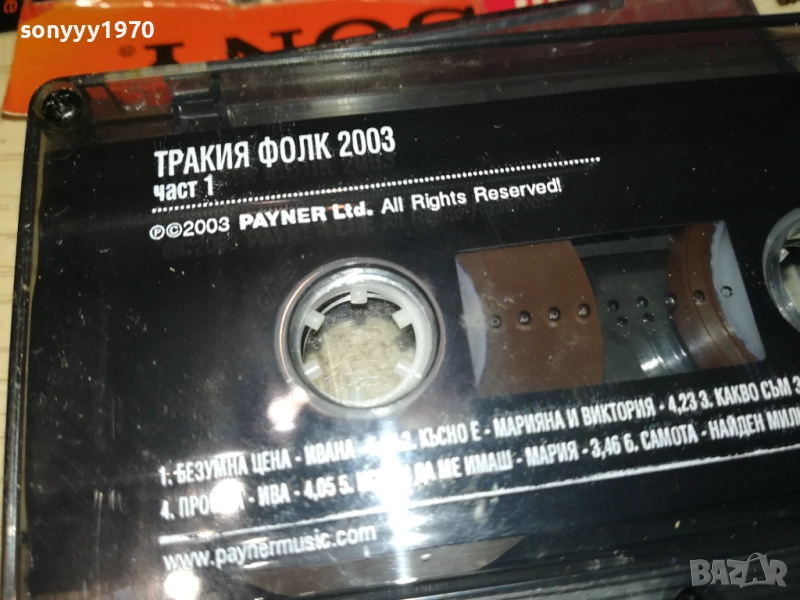 sonyyy1970
SONY
ТРАКИЯ ФОЛК 2003
част 1
℗©2003 PAYNER Ltd. All Rights Reserved!
1. БЕЗУМНА ЦЕНА - ИВАНА - КЪСНО Е - МАРИЯНА И ВИКТОРИЯ - 4,23 3. КАКВО СЪМ
4. - ИВА - 4,05 5. ДА МЕ ИМАШ - МАРИЯ - 3,46 6. САМОТА - НАЙДЕН
www.paynermusic.com
BAZAR